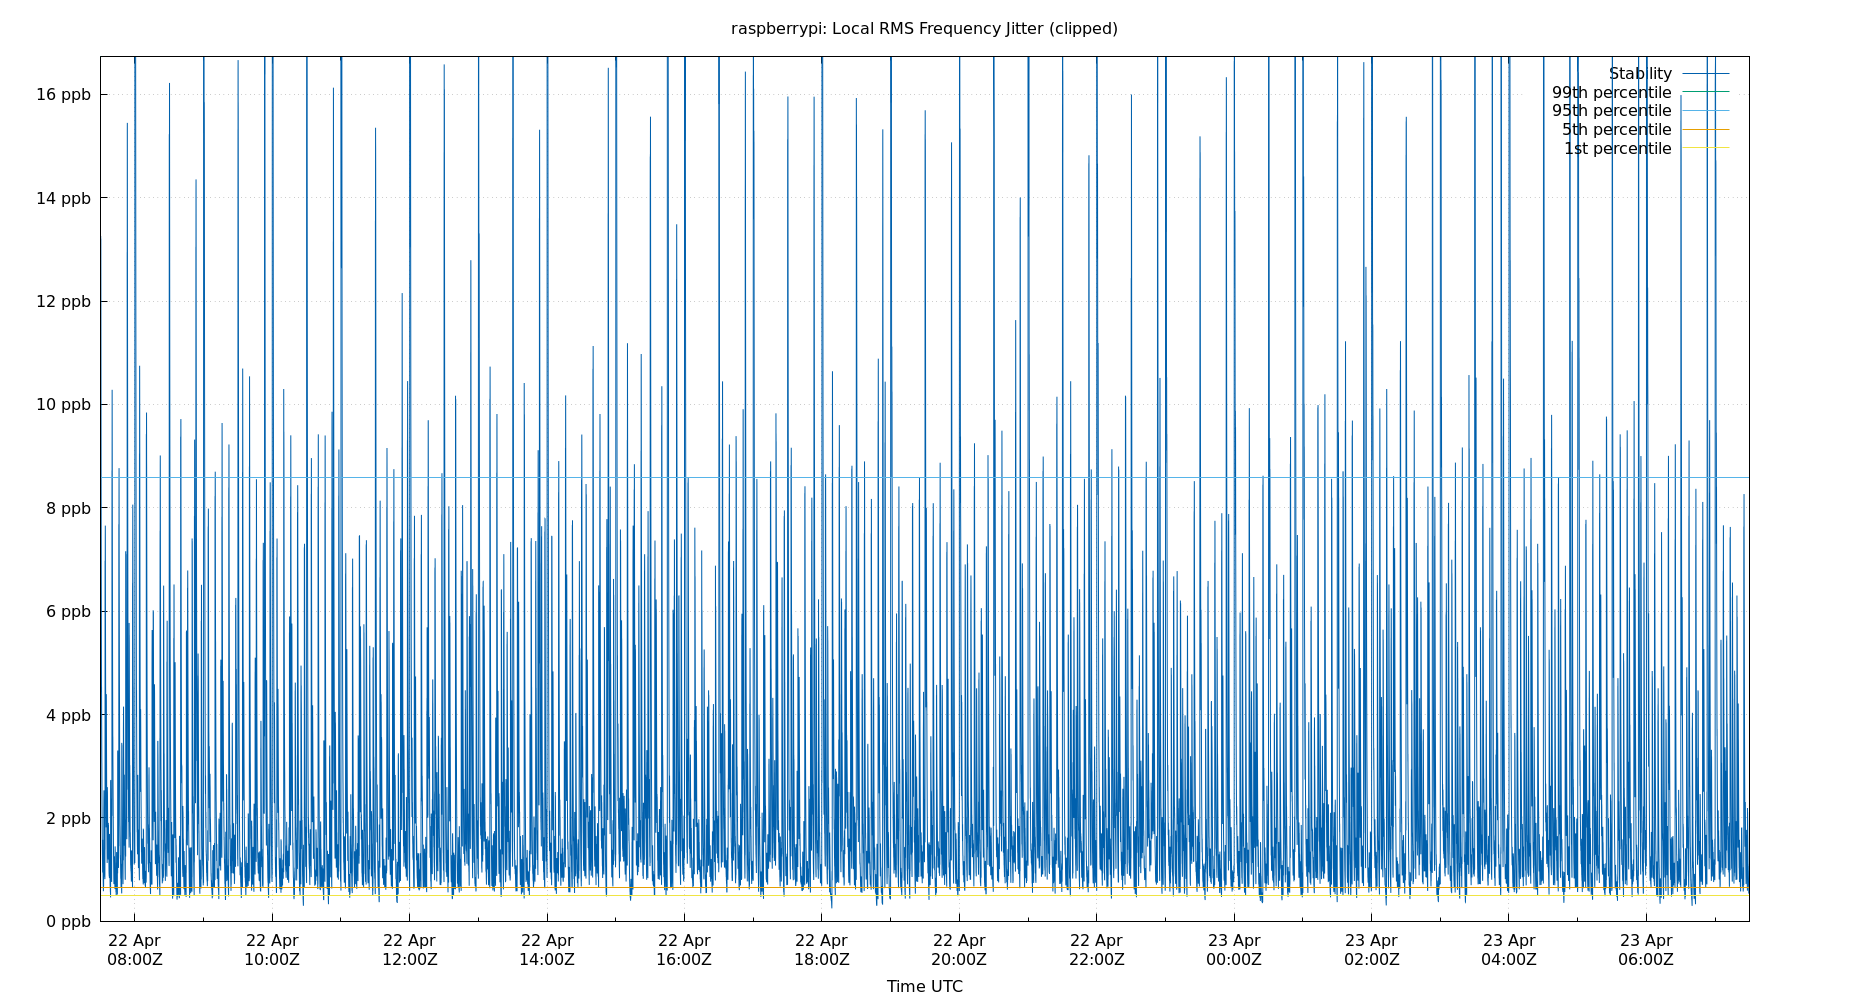 raspberrypi: Local RMS Frequency Jitter (clipped)
Stability
99th percentile
95th percentile
5th percentile
1st percentile
16 ppb
14 ppb
12 ppb
10 ppb
8 ppb
6 ppb
4 ppb
2 ppb
0 ppb
22 Apr 22 Apr 22 Apr 22 Apr 22 Apr 22 Apr 22 Apr 22 Apr 23 Apr 23 Apr 23 Apr 23 Apr
08:00Z 10:00Z 12:00Z 14:00Z 16:00Z 18:00Z 20:00Z 22:00Z 00:00Z 02:00Z 04:00Z 06:00Z
Time UTC